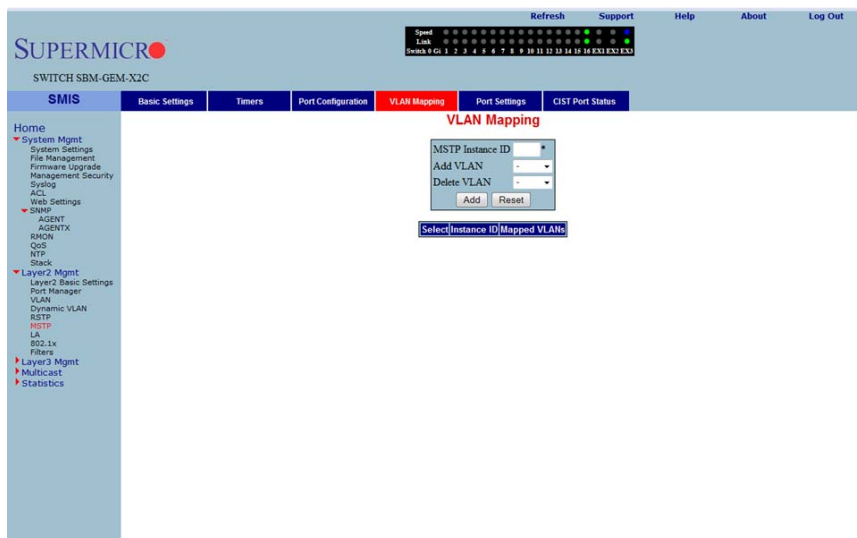 Refresh Support Help About Log Out
Speed
Link
Switch 0 Gi 1 2 3 4 5 6 7 8 9 10 11 12 13 14 15 16 EX1 EX2 EX3
SUPERMICRO
SWITCH SBM-GEM-X2C
SMIS
Basic Settings Timers Port Configuration VLAN Mapping Port Settings CIST Port Status
VLAN Mapping
MSTP Instance ID *
Add VLAN -
Delete VLAN -
Add Reset
Select Instance ID Mapped VLANs
Home
System Mgmt
System Settings
File Management
Firmware Upgrade
Management Security
Syslog
ACL
Web Settings
SNMP
AGENT
AGENTX
RMON
QoS
NTP
Stack
Layer2 Mgmt
Layer2 Basic Settings
Port Manager
VLAN
Dynamic VLAN
RSTP
MSTP
LA
802.1x
Filters
Layer3 Mgmt
Multicast
Statistics